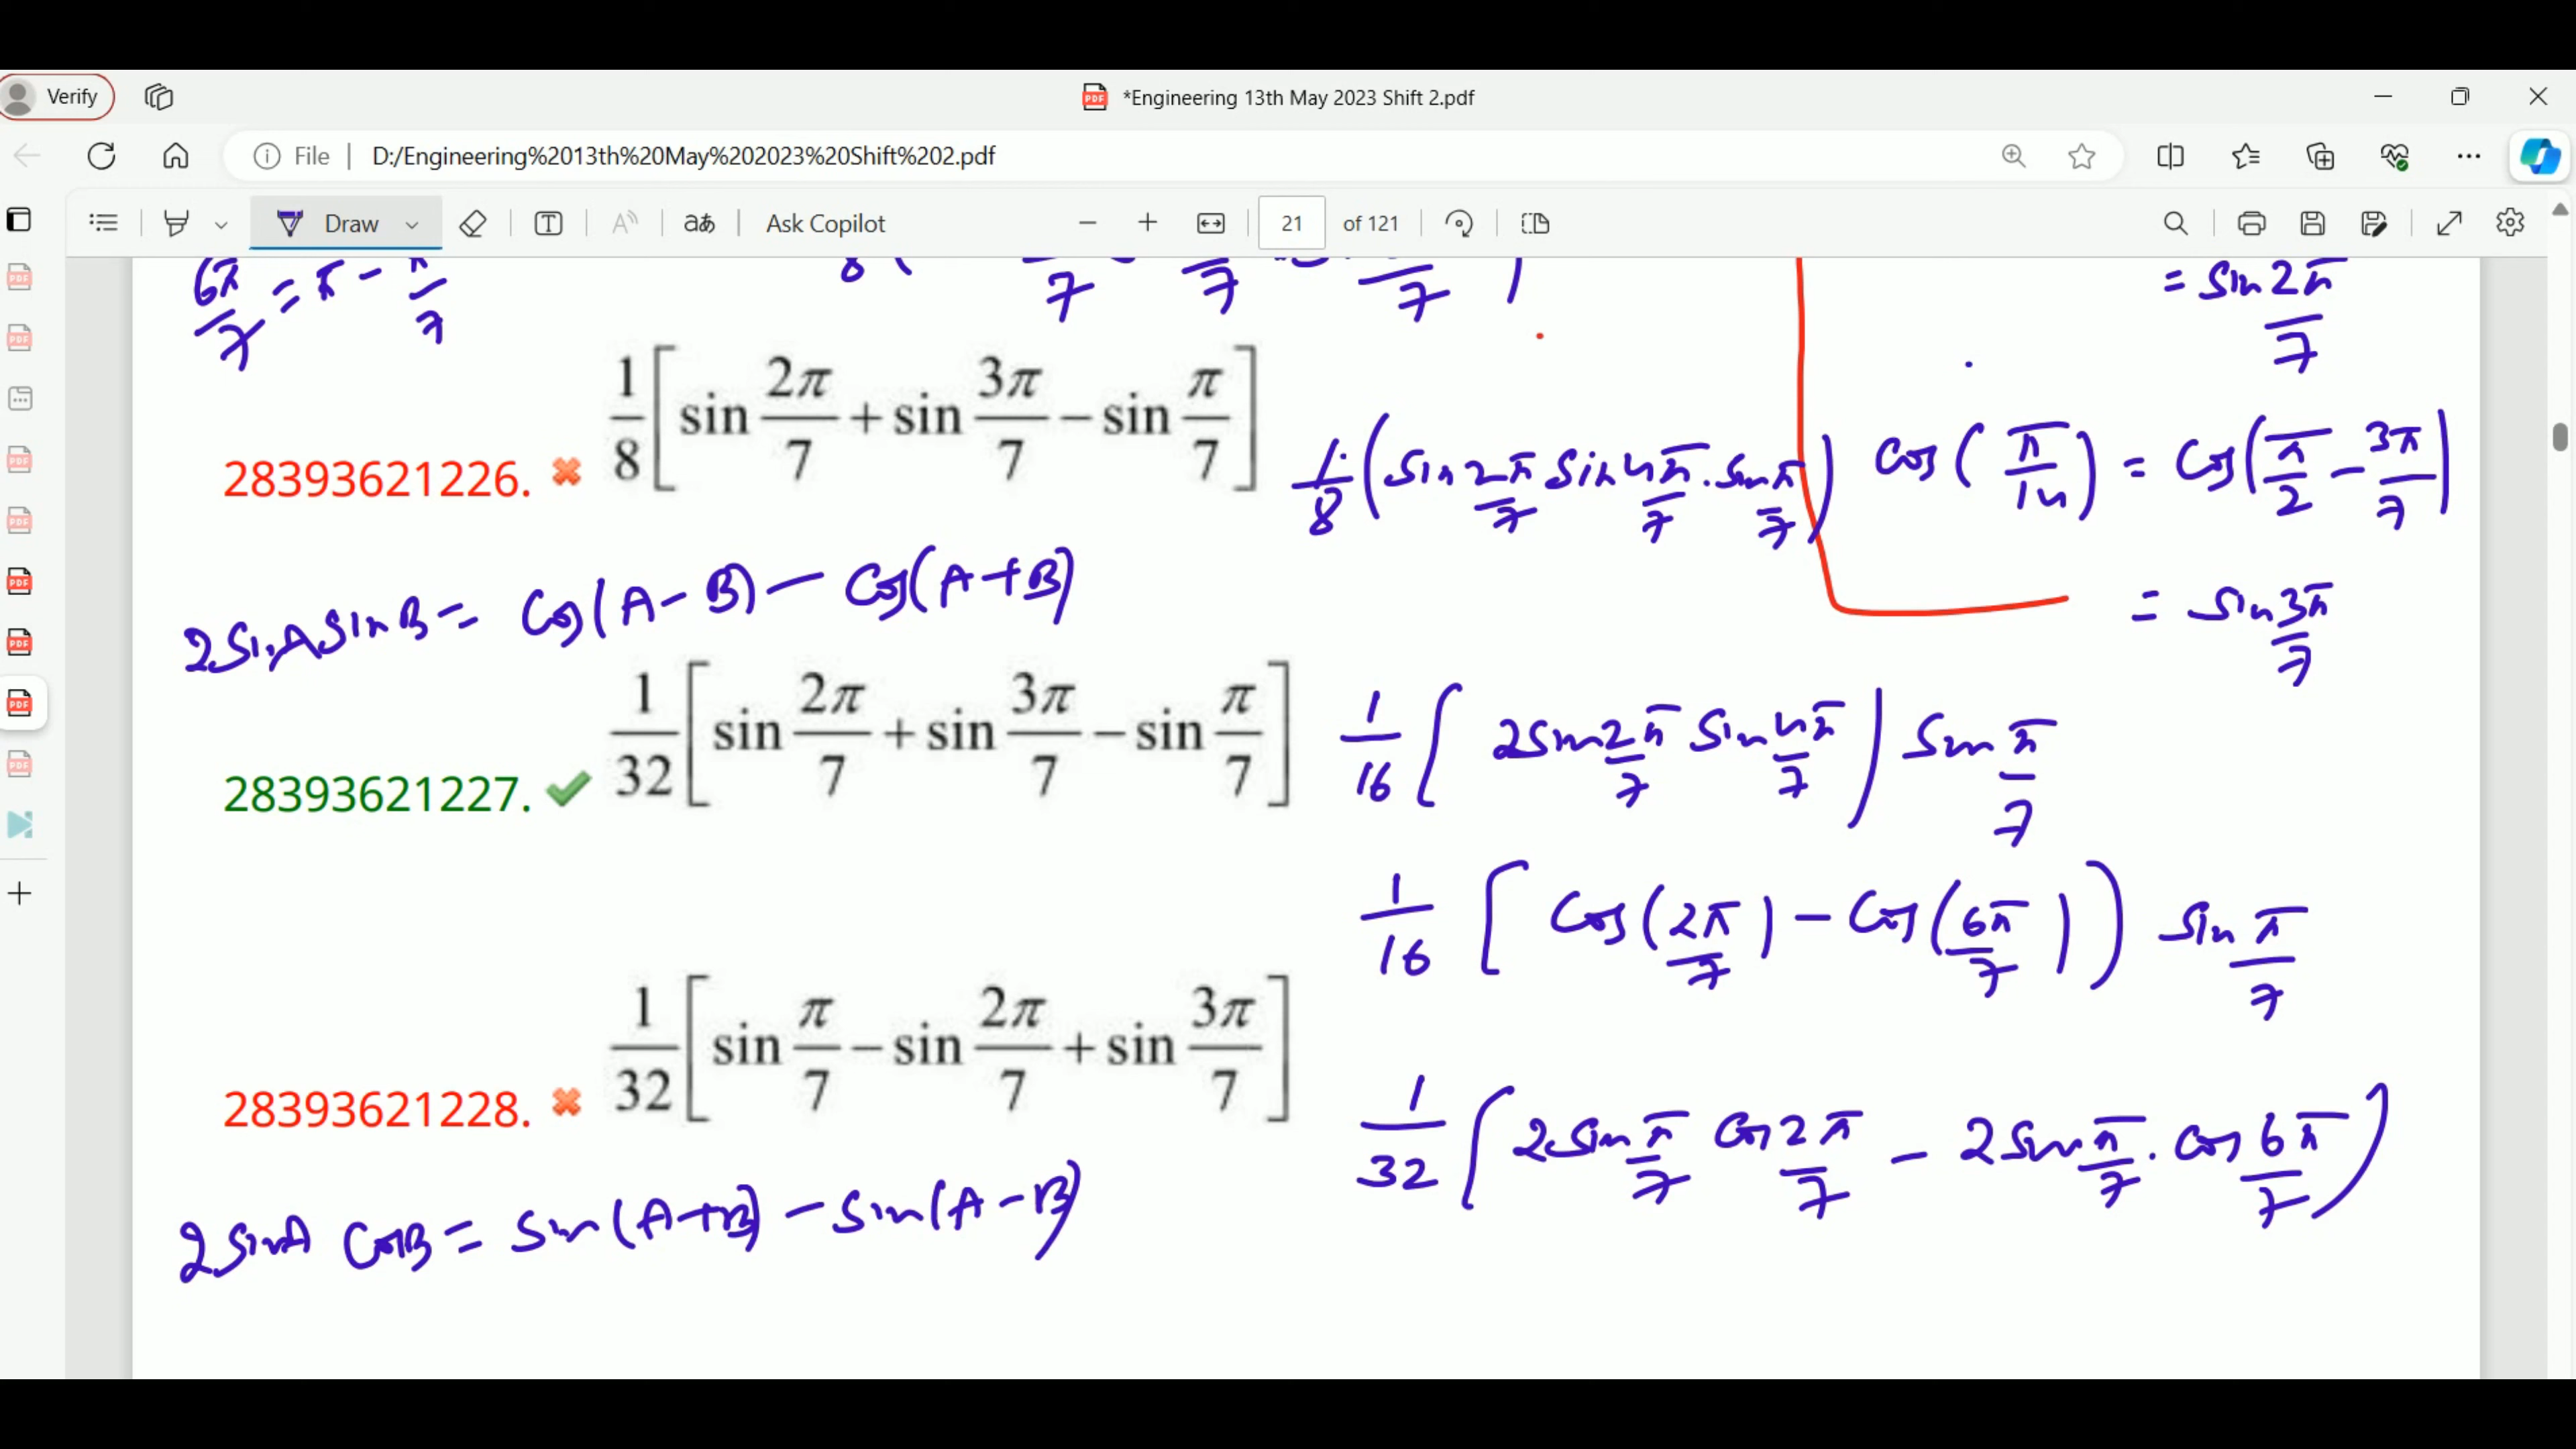 Verify
*Engineering 13th May 2023 Shift 2.pdf
File | D:/Engineering%2013th%20May%202023%20Shift%202.pdf
Draw
aあ
Ask Copilot
21 of 121
6π/7 = π - π/7
= sin 2π/7
28393621226. ✖ 1/8 [ sin 2π/7 + sin 3π/7 − sin π/7 ]
1/8 ( sin 2π/7 sin 4π/7 . sin π/7 )
cos ( π/14 ) = cos ( π/2 − 3π/7 )
= sin 3π/7
2 sin A sin B = cos(A - B) − cos(A + B)
28393621227. ✔ 1/32 [ sin 2π/7 + sin 3π/7 − sin π/7 ]
1/16 ( 2 sin 2π/7 sin 4π/7 ) sin π/7
1/16 [ cos ( 2π/7 ) − cos ( 6π/7 ) ) sin π/7
28393621228. ✖ 1/32 [ sin π/7 − sin 2π/7 + sin 3π/7 ]
1/32 ( 2 sin π/7 cos 2π/7 − 2 sin π/7 . cos 6π/7 )
2 sin A cos B = sin (A+B) − sin (A − B)